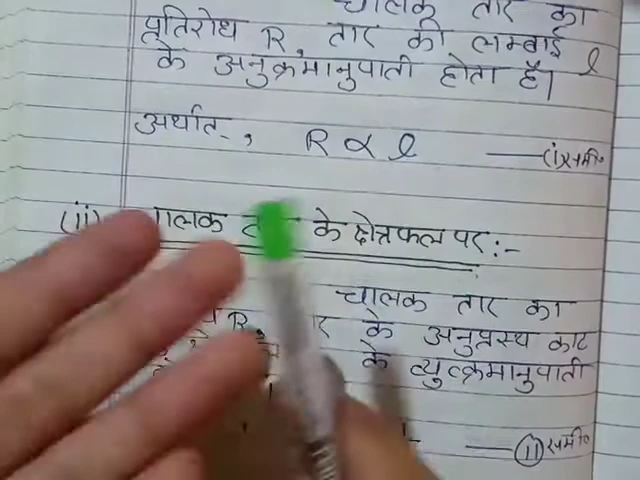 चालक तार का
प्रतिरोध R, तार की लम्बाई l
के अनुक्रमानुपाती होता है।
अर्थात्, R ∝ l —(i) समी०
(ii) चालक तार के क्षेत्रफल पर:-
चालक तार का
R, तार के अनुप्रस्थ काट
के व्युत्क्रमानुपाती
—(ii) समी०